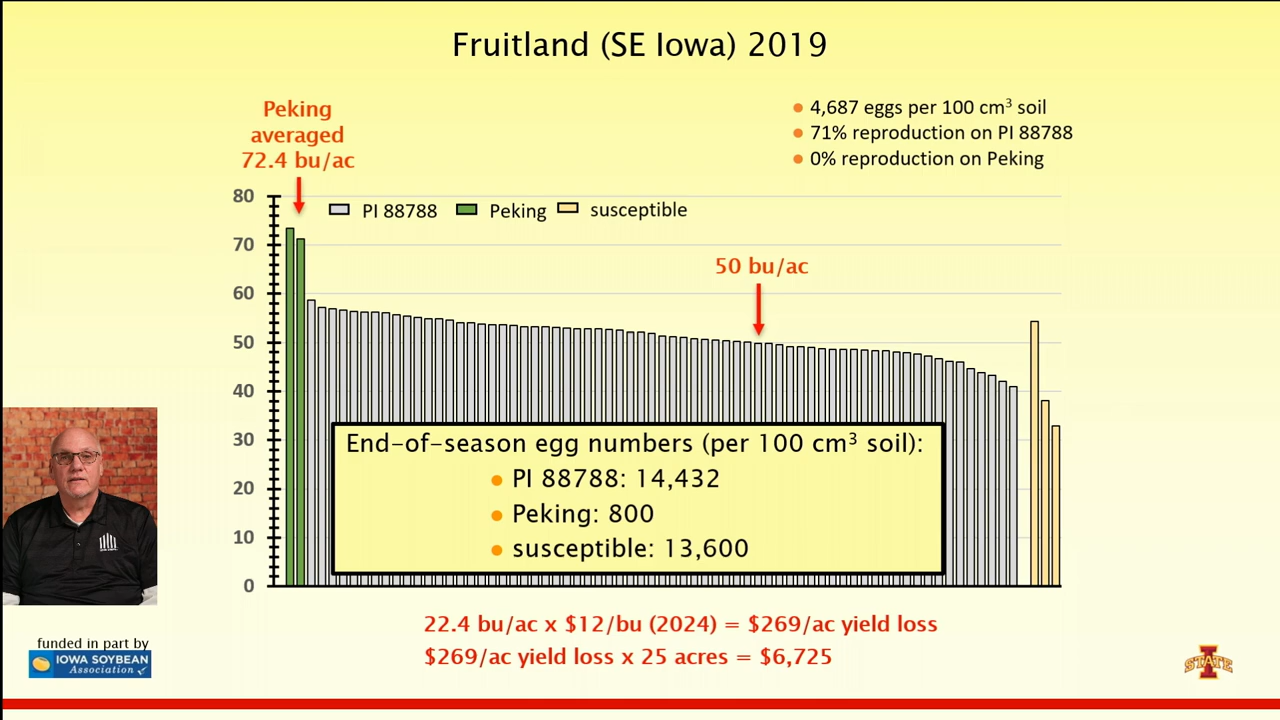 Fruitland (SE Iowa) 2019
Peking
averaged
72.4 bu/ac
4,687 eggs per 100 cm³ soil
71% reproduction on PI 88788
0% reproduction on Peking
PI 88788
Peking
susceptible
50 bu/ac
80
70
60
50
40
30
20
10
0
End-of-season egg numbers (per 100 cm³ soil):
PI 88788: 14,432
Peking: 800
susceptible: 13,600
22.4 bu/ac x $12/bu (2024) = $269/ac yield loss
$269/ac yield loss x 25 acres = $6,725
funded in part by
IOWA SOYBEAN
Association
I
STATE